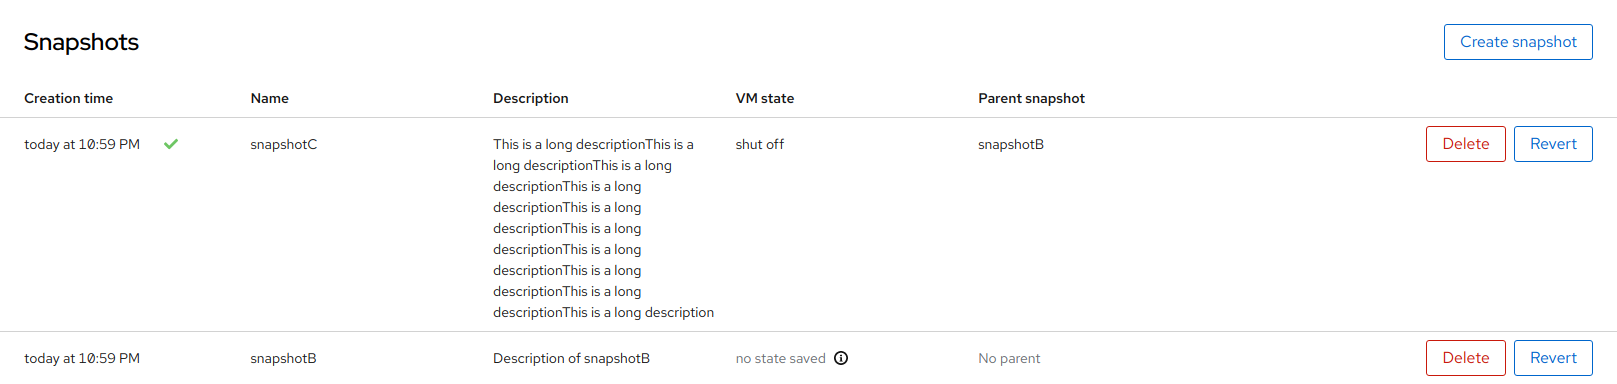 Snapshots
Create snapshot
Creation time Name Description VM state Parent snapshot
today at 10:59 PM snapshotC This is a long descriptionThis is a shut off snapshotB Delete Revert
long descriptionThis is a long
descriptionThis is a long
descriptionThis is a long
descriptionThis is a long
descriptionThis is a long
descriptionThis is a long
descriptionThis is a long
descriptionThis is a long description
today at 10:59 PM snapshotB Description of snapshotB no state saved No parent Delete Revert